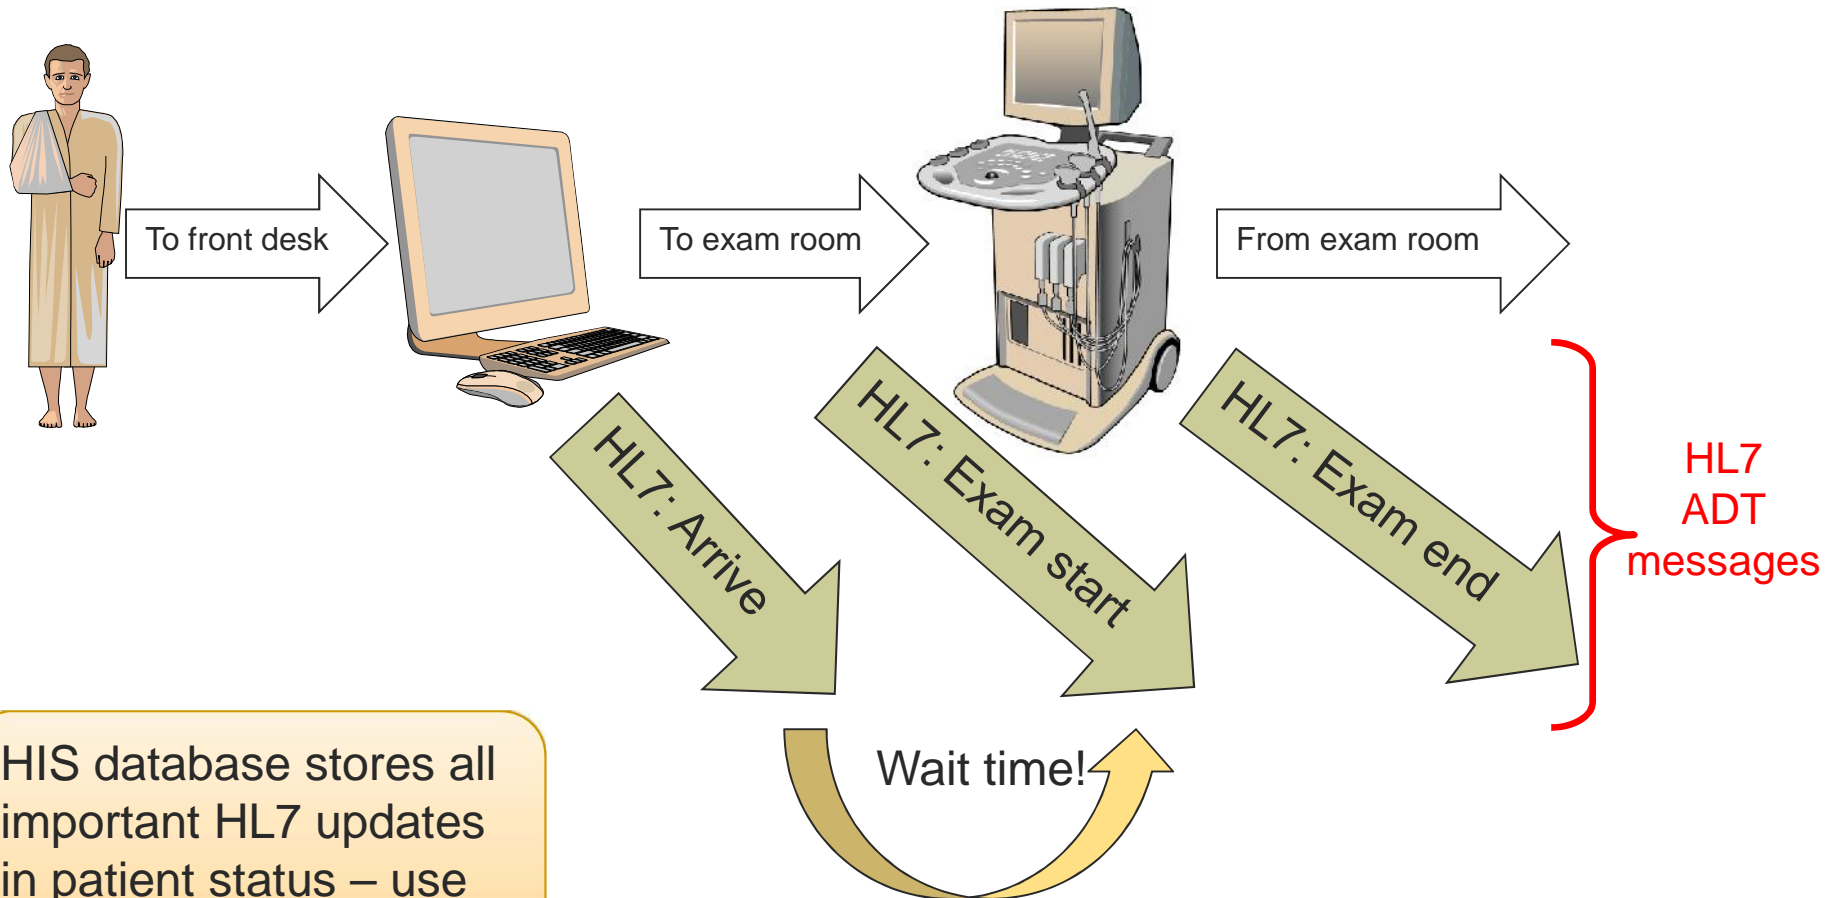 To front desk
To exam room
From exam room
HL7: Arrive
HL7: Exam start
HL7: Exam end
HL7
ADT
messages
Wait time!
HIS database stores all
important HL7 updates
in patient status – use